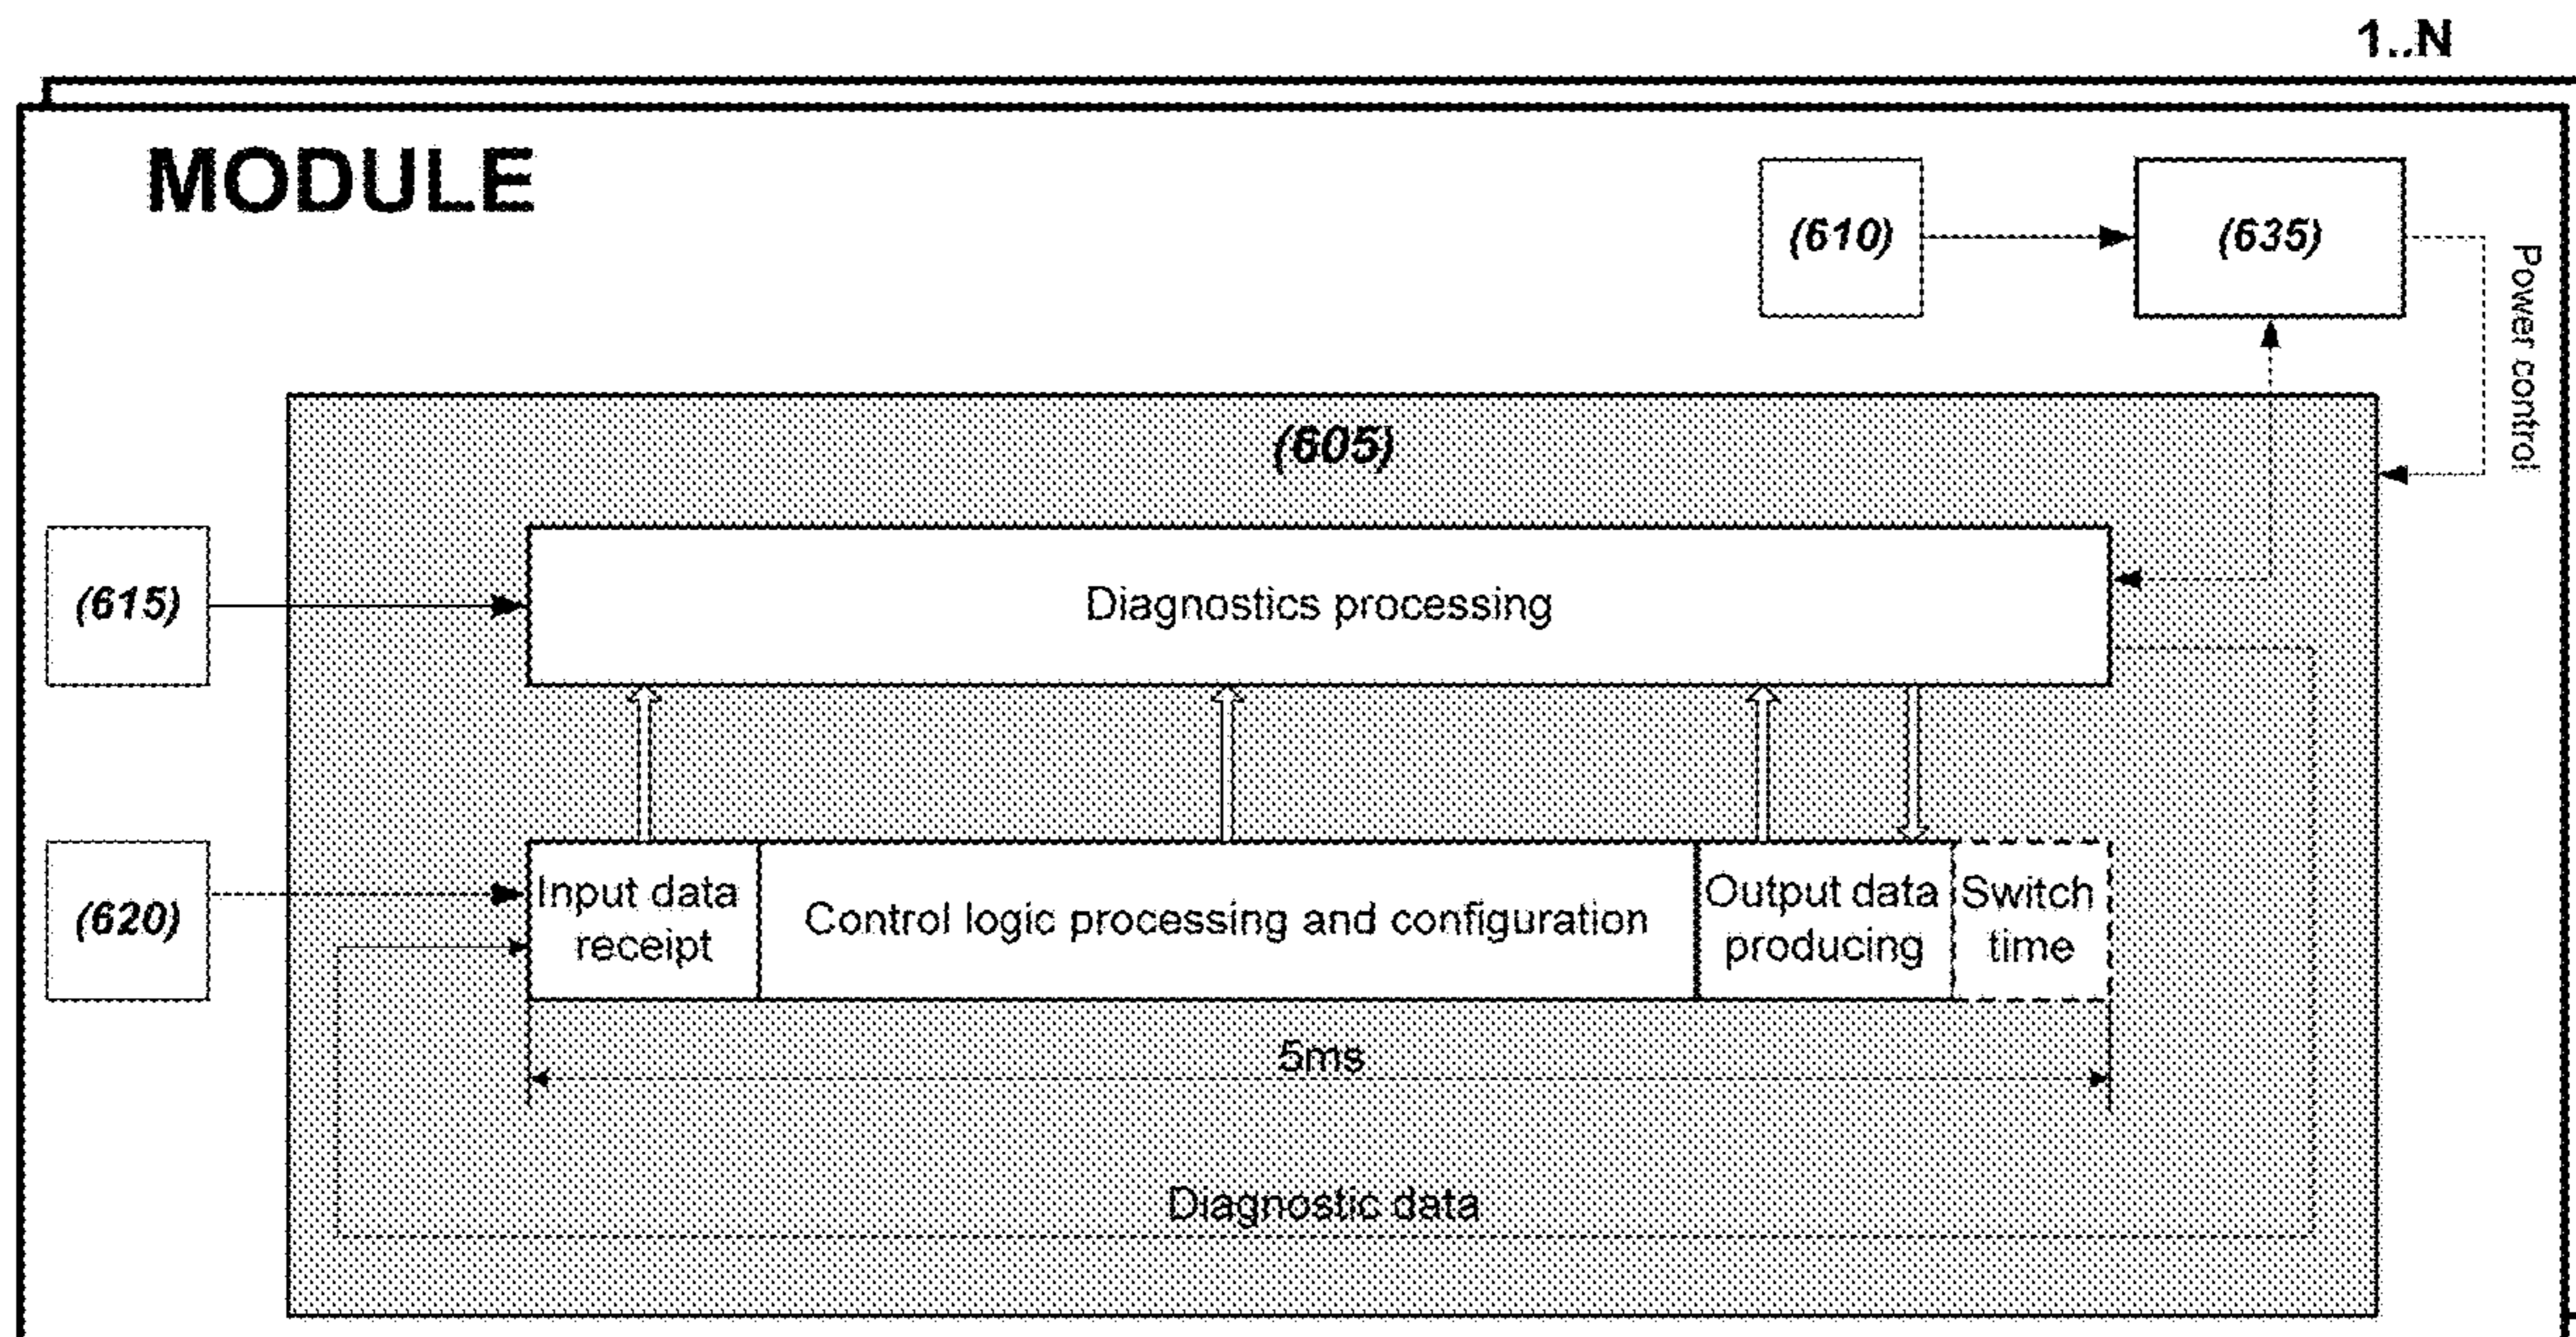 1..N
MODULE
(610)
(635)
Power control
(605)
(615)
Diagnostics processing
(620)
Input data
receipt
Control logic processing and configuration
Output data
producing
Switch
time
5ms
Diagnostic data